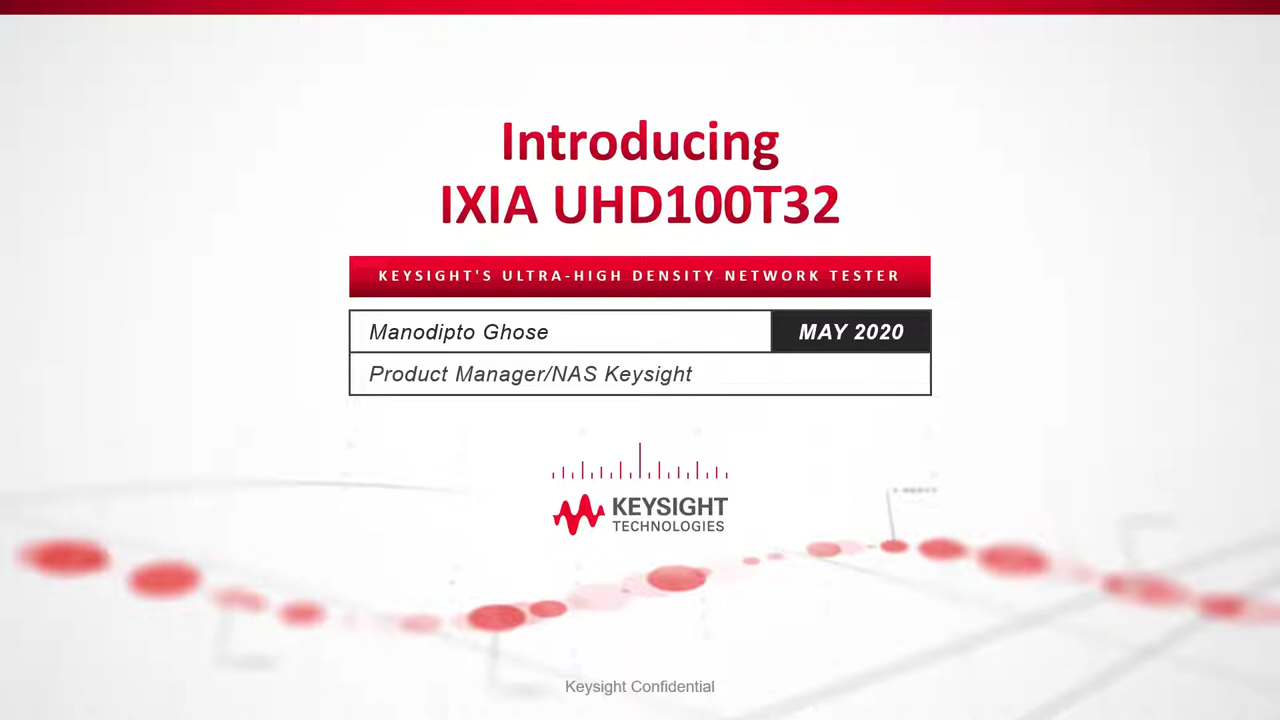 Introducing
IXIA UHD100T32
KEYSIGHT'S ULTRA-HIGH DENSITY NETWORK TESTER
Manodipto Ghose
MAY 2020
Product Manager/NAS Keysight
KEYSIGHT
TECHNOLOGIES
Keysight Confidential